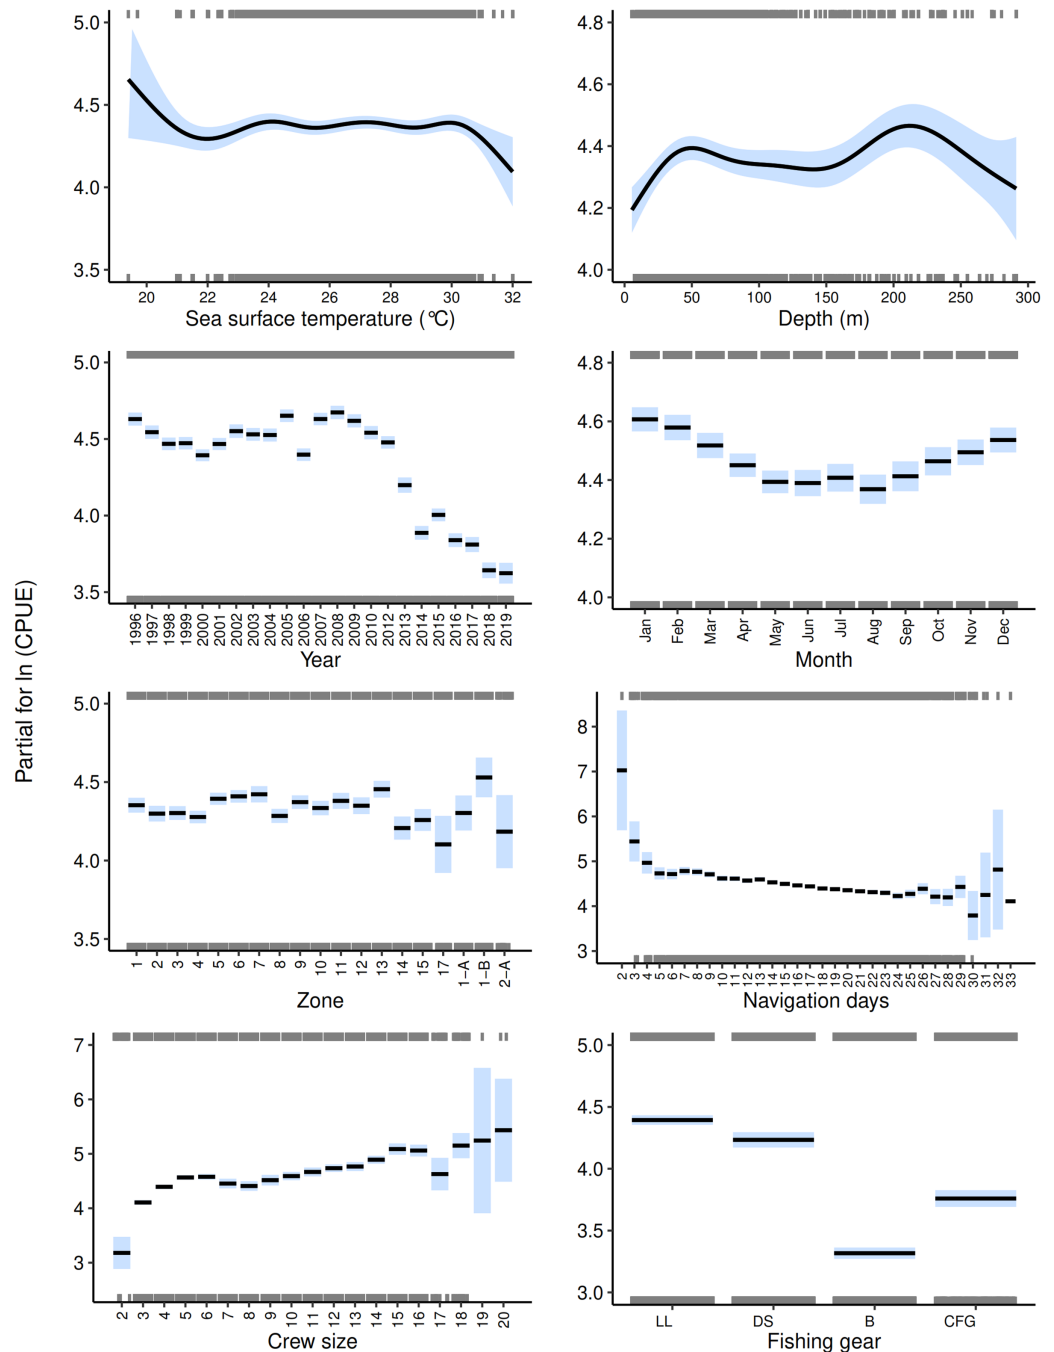 5.0
4.5
4.0
3.5
20 22 24 26 28 30 32
Sea surface temperature (°C)
4.8
4.6
4.4
4.2
4.0
0 50 100 150 200 250 300
Depth (m)
5.0
4.5
4.0
3.5
1996 1997 1998 1999 2000 2001 2002 2003 2004 2005 2006 2007 2008 2009 2010 2012 2013 2014 2015 2016 2017 2018 2019
Year
4.8
4.6
4.4
4.2
4.0
Jan Feb Mar Apr May Jun Jul Aug Sep Oct Nov Dec
Month
Partial for ln (CPUE)
5.0
4.5
4.0
3.5
1 2 3 4 5 6 7 8 9 10 11 12 13 14 15 17 1−A 1−B 2−A
Zone
8
7
6
5
4
3
2 3 4 5 6 7 8 9 10 11 12 13 14 15 16 17 18 19 20 21 22 23 24 25 26 27 28 29 30 31 32 33
Navigation days
7
6
5
4
3
2 3 4 5 6 7 8 9 10 11 12 13 14 15 16 17 18 19 20
Crew size
5.0
4.5
4.0
3.5
3.0
LL DS B CFG
Fishing gear